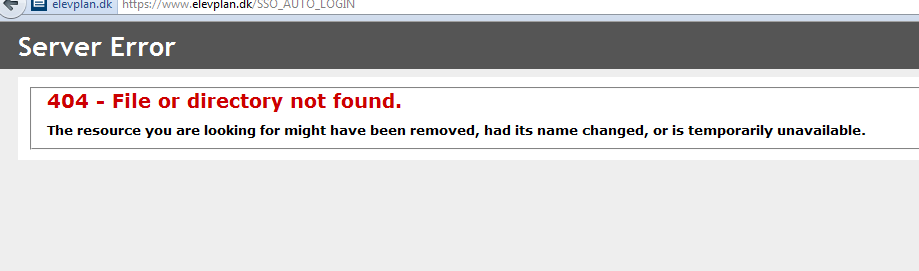 elevplan.dk https://www.elevplan.dk/SSO_AUTO_LOGIN
Server Error
404 - File or directory not found.
The resource you are looking for might have been removed, had its name changed, or is temporarily unavailable.